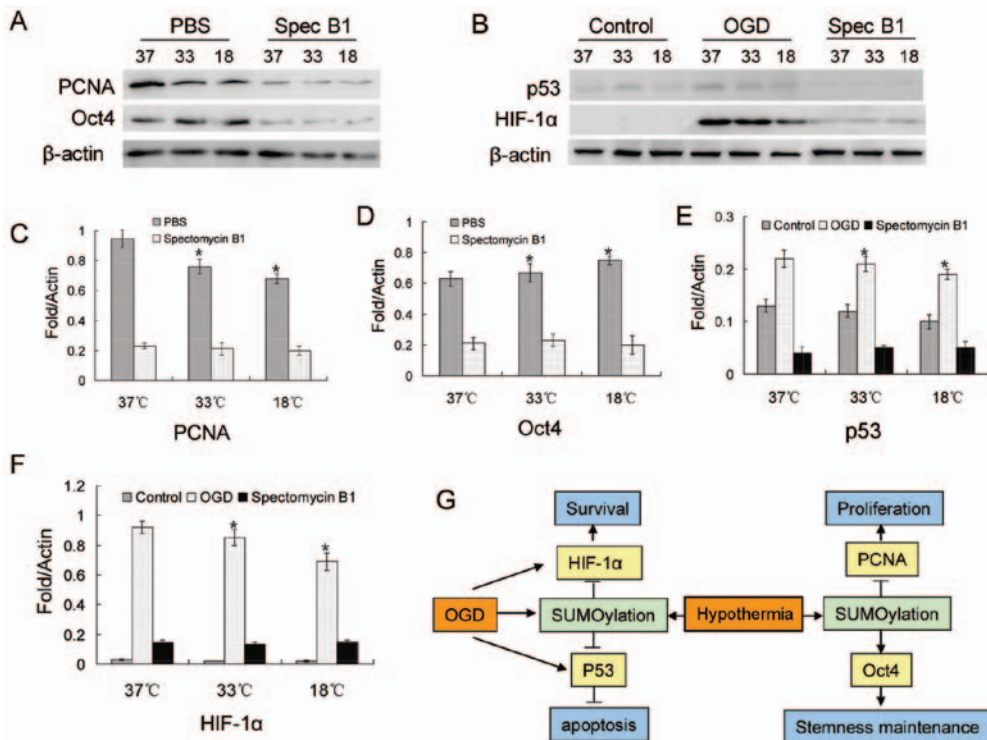 A
PBS
Spec B1
37 33 18 37 33 18
PCNA
Oct4
β-actin
B
Control
OGD
Spec B1
37 33 18 37 33 18 37 33 18
p53
HIF-1α
β-actin
C
PBS
Spectomycin B1
Fold/Actin
1
0.8
0.6
0.4
0.2
0
*
*
37℃ 33℃ 18℃
PCNA
D
PBS
Spectomycin B1
Fold/Actin
1
0.8
0.6
0.4
0.2
0
*
*
37℃ 33℃ 18℃
Oct4
E
Control OGD Spectomycin B1
Fold/Actin
0.3
0.2
0.1
0
*
*
37℃ 33℃ 18℃
p53
F
Control OGD Spectomycin B1
Fold/Actin
1.2
1
0.8
0.6
0.4
0.2
0
*
*
37℃ 33℃ 18℃
HIF-1α
G
Survival
HIF-1α
OGD
SUMOylation
P53
apoptosis
Hypothermia
Proliferation
PCNA
SUMOylation
Oct4
Stemness maintenance